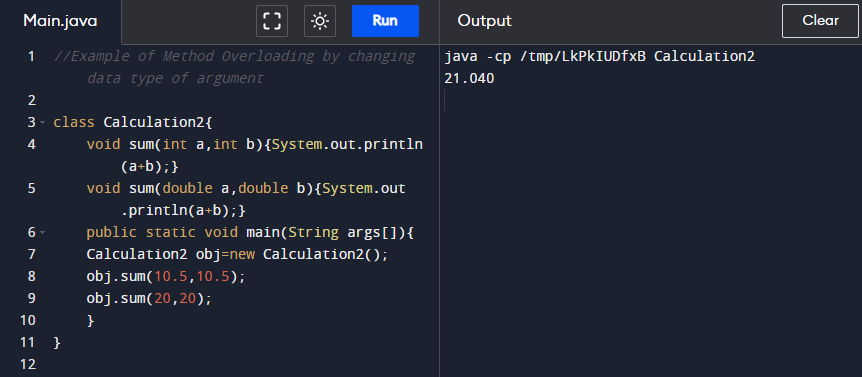 Main.java
Run
1 //Example of Method Overloading by changing
data type of argument
2
3 class Calculation2{
4 void sum(int a,int b){System.out.println
(a+b);}
5 void sum(double a,double b){System.out
.println(a+b);}
6 public static void main(String args[]){
7 Calculation2 obj=new Calculation2();
8 obj.sum(10.5,10.5);
9 obj.sum(20,20);
10 }
11 }
12
Output
Clear
java -cp /tmp/LkPkIUDfxB Calculation2
21.040